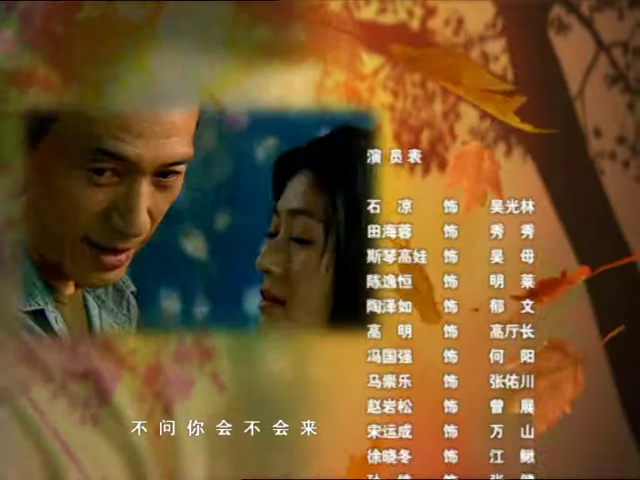 演员表
石 凉 饰 吴光林
田海蓉 饰 秀 秀
斯琴高娃 饰 吴 母
陈逸恒 饰 明 莱
陶泽如 饰 郁 文
高 明 饰 高厅长
冯国强 饰 何 阳
马崇乐 饰 张佑川
赵岩松 饰 曾 展
宋运成 饰 万 山
徐晓冬 饰 江 鳅
不问你会不会来